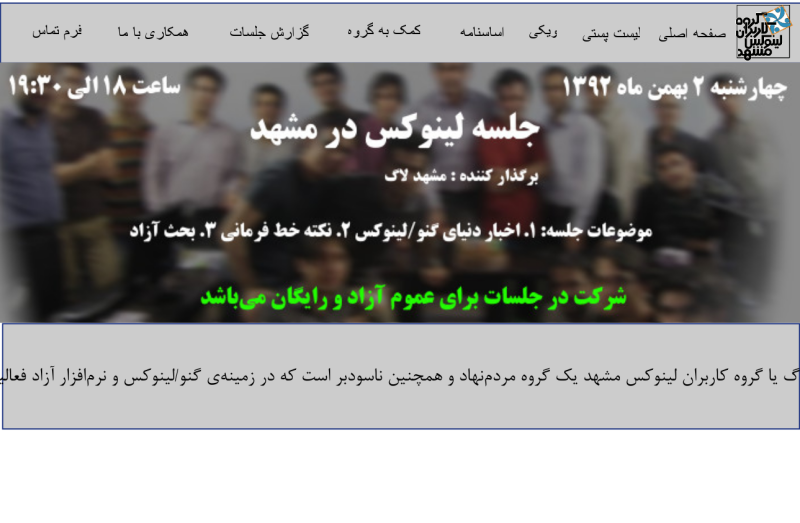 گروه
کاربران
لینوکس
مشهد
صفحه اصلی لیست پستی ویکی اساسنامه کمک به گروه گزارش جلسات همکاری با ما فرم تماس
چهارشنبه ۲ بهمن ماه ۱۳۹۲ ساعت ۱۸ الی ۱۹:۳۰
جلسه لینوکس در مشهد
برگذار کننده : مشهد لاگ
موضوعات جلسه: ۱. اخبار دنیای گنو/لینوکس ۲. نکته خط فرمانی ۳. بحث آزاد
شرکت در جلسات برای عموم آزاد و رایگان می‌باشد
یا گروه کاربران لینوکس مشهد یک گروه مردم‌نهاد و همچنین ناسودبر است که در زمینه‌ی گنو/لینوکس و نرم‌افزار آزاد